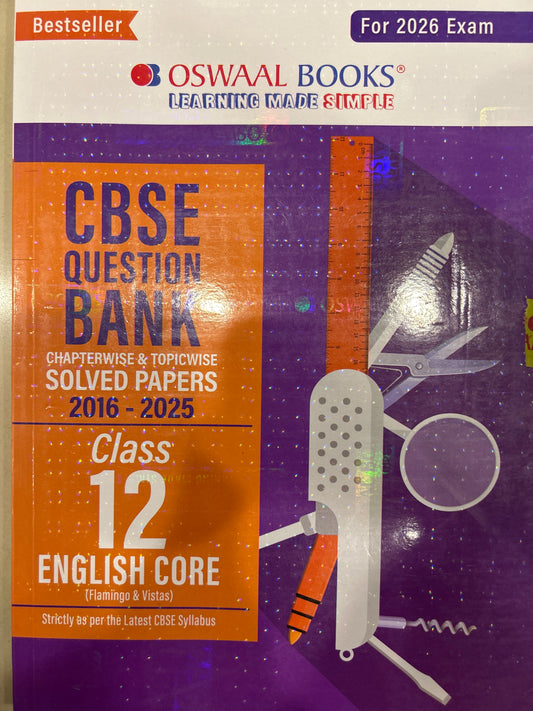 Bestseller
For 2026 Exam
OSWAAL BOOKS®
LEARNING MADE SIMPLE
CBSE
QUESTION
BANK
CHAPTERWISE & TOPICWISE
SOLVED PAPERS
2016 - 2025
Class
12
ENGLISH CORE
(Flamingo & Vistas)
Strictly as per the Latest CBSE Syllabus
OSWAAL